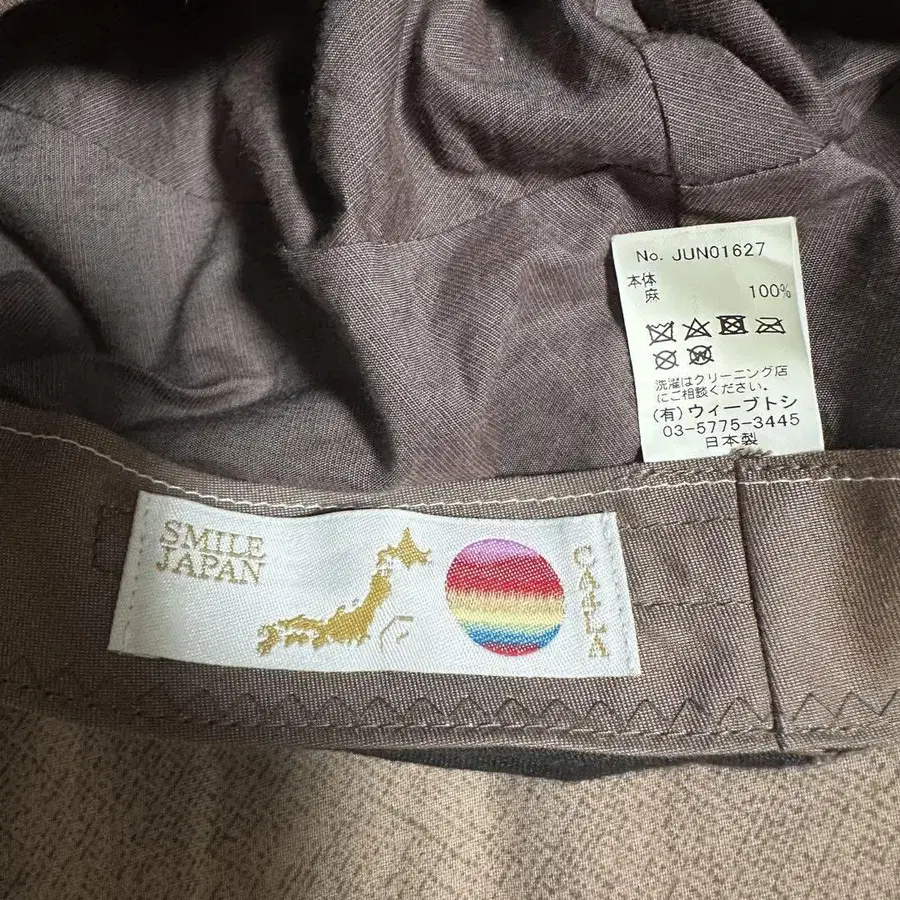 No. JUN01627
本体
麻 100%
洗濯はクリーニング店
にご相談ください。
(有) ウィーブトシ
03-5775-3445
日本製
SMILE
JAPAN
CA4LA